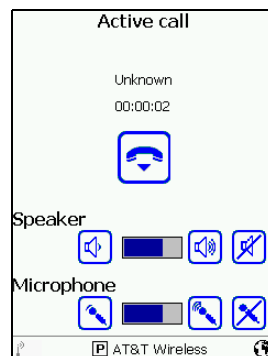 Active call
Unknown
00:00:02
Speaker
Microphone
P AT&T Wireless